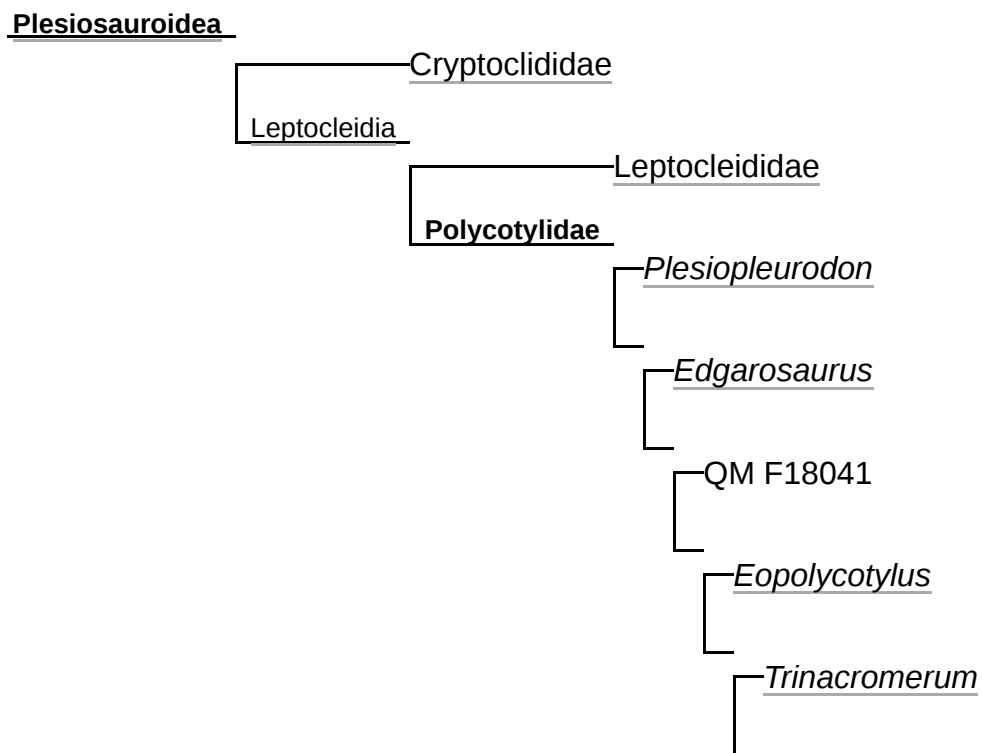 Plesiosauroidea
Cryptoclididae
Leptocleidia
Leptocleididae
Polycotylidae
Plesiopleurodon
Edgarosaurus
QM F18041
Eopolycotylus
Trinacromerum